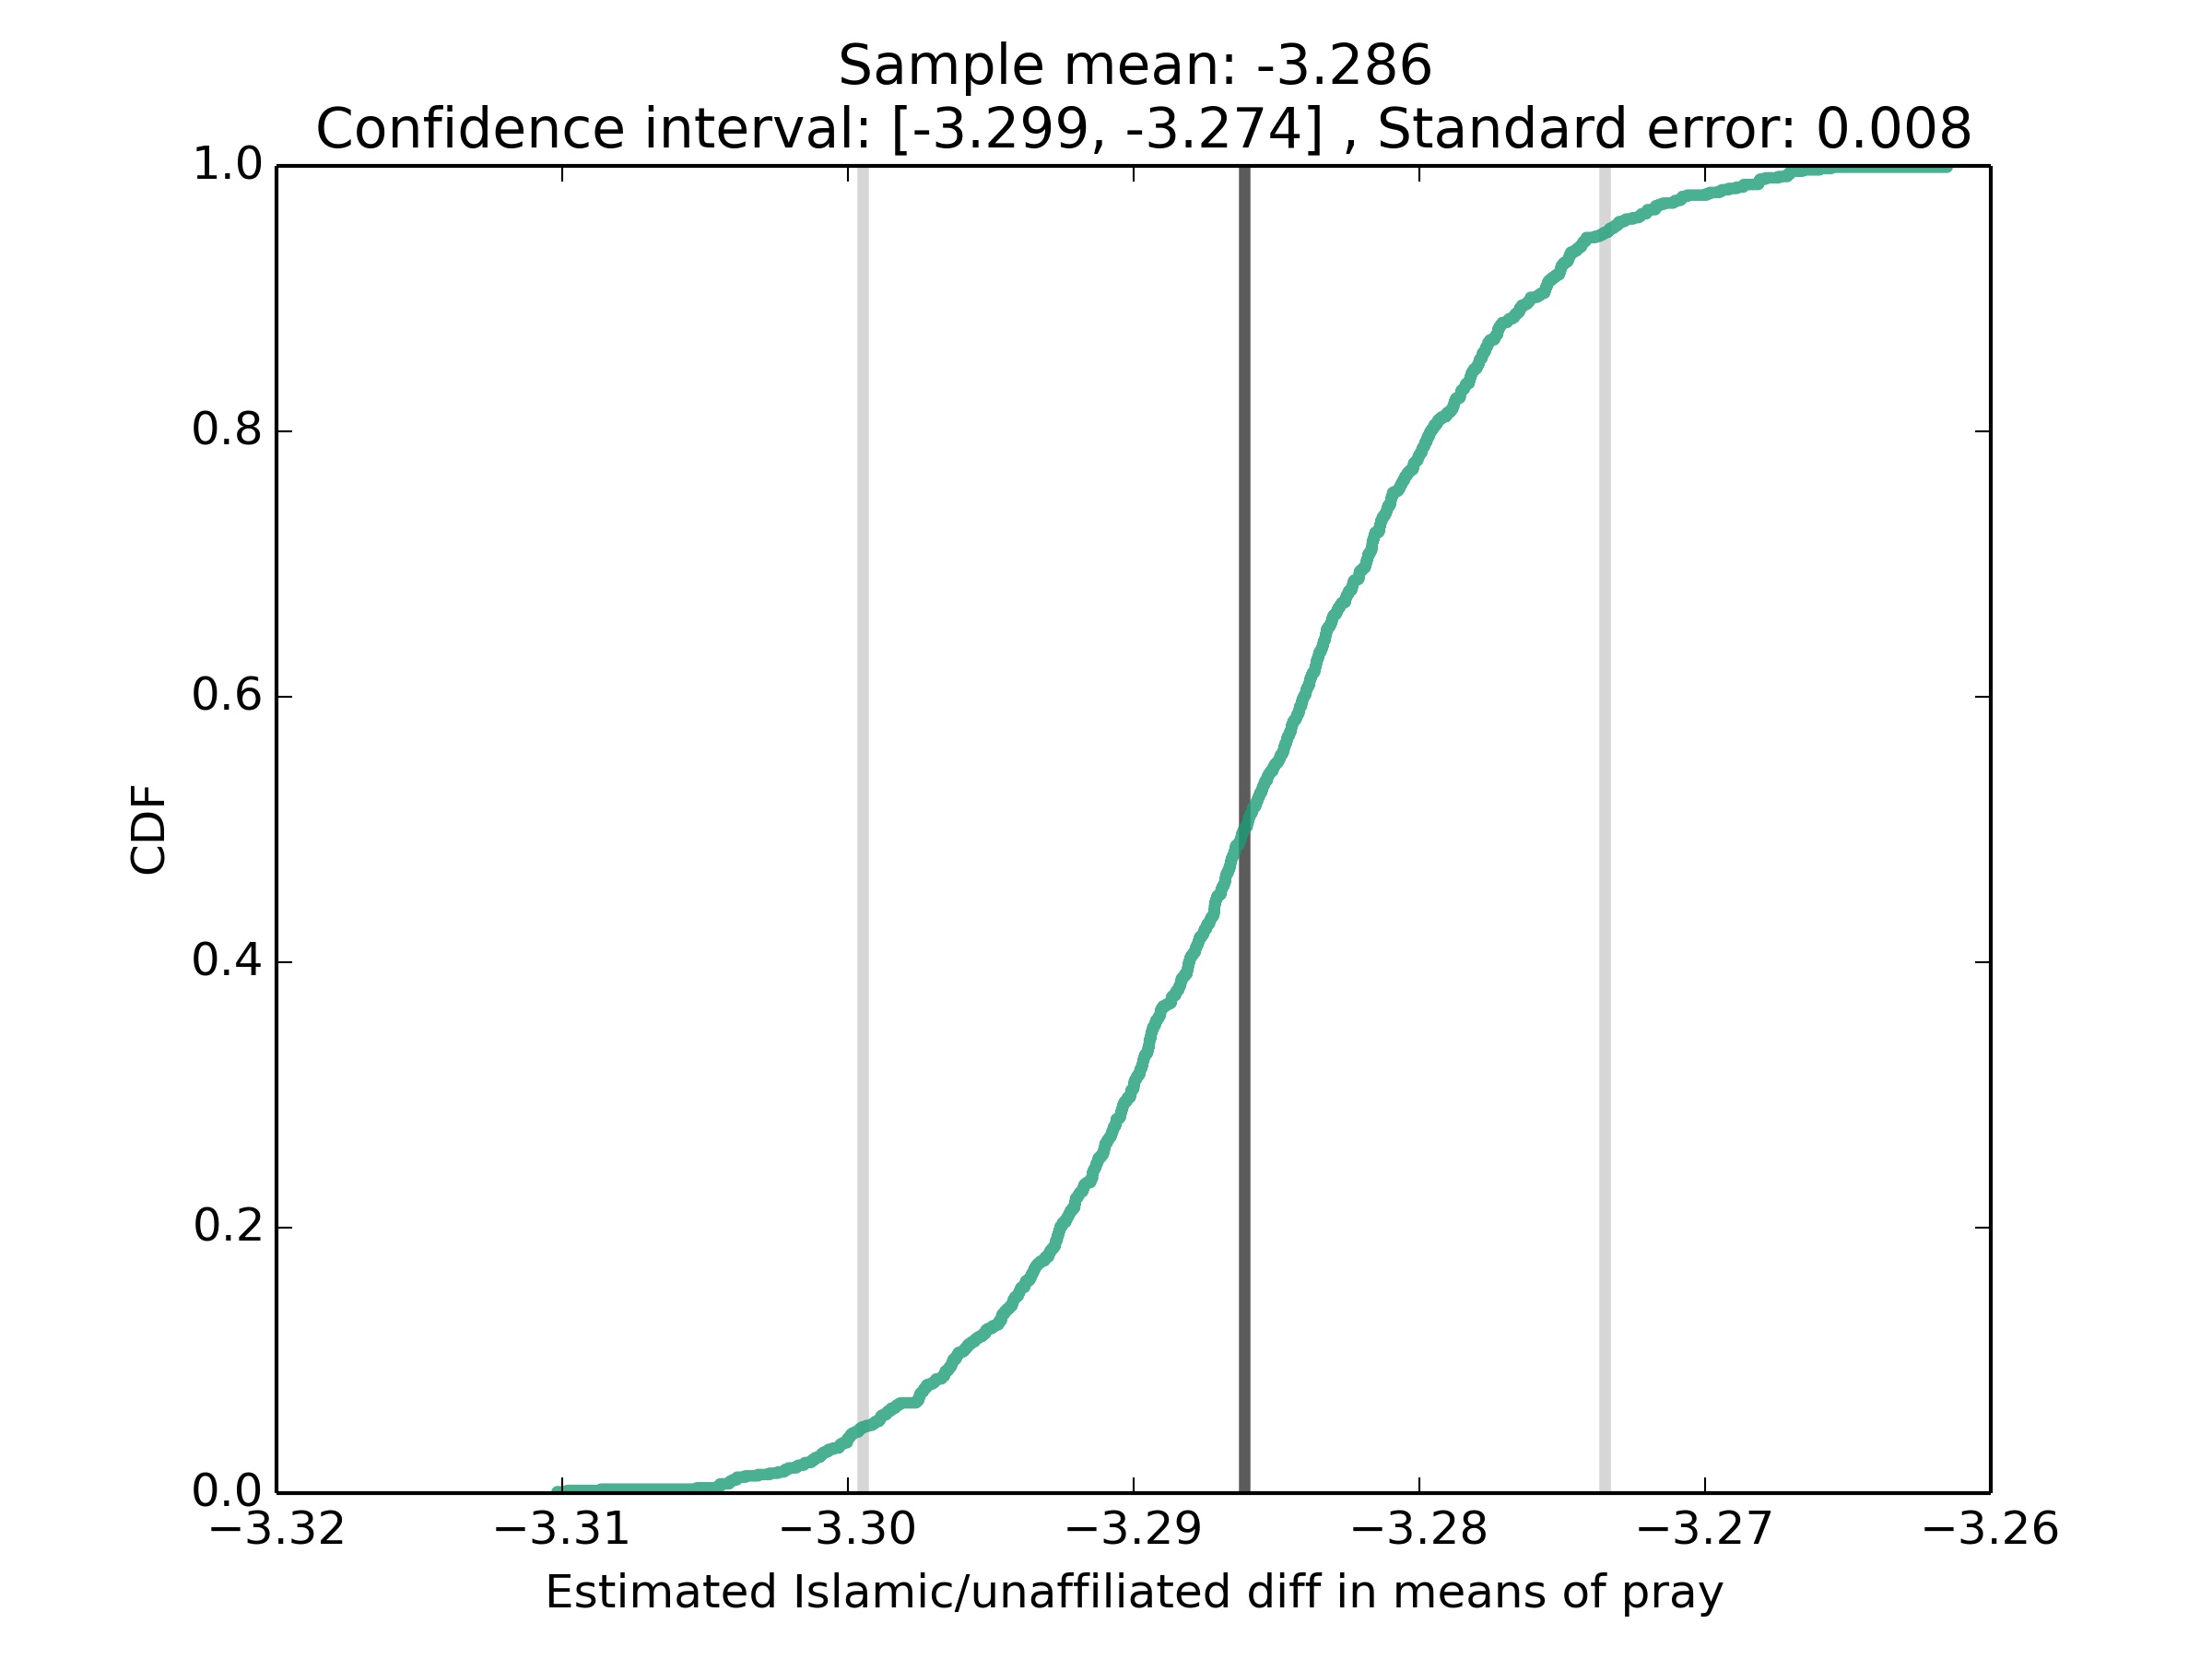 Sample mean: -3.286
Confidence interval: [-3.299, -3.274] , Standard error: 0.008
1.0
0.8
0.6
0.4
0.2
0.0
CDF
−3.32 −3.31 −3.30 −3.29 −3.28 −3.27 −3.26
Estimated Islamic/unaffiliated diff in means of pray